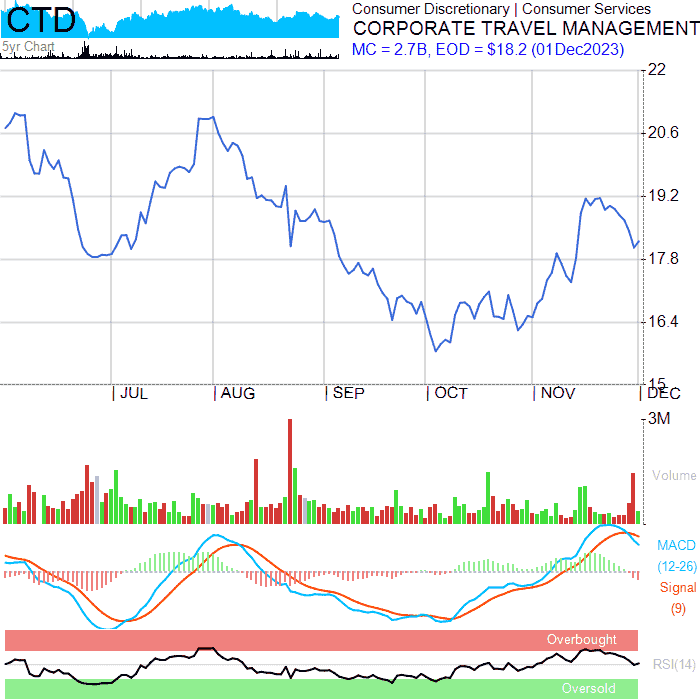 CTD
5yr Chart
Consumer Discretionary | Consumer Services
CORPORATE TRAVEL MANAGEMENT
MC = 2.7B, EOD = $18.2 (01Dec2023)
22
20.6
19.2
17.8
16.4
15
JUL
AUG
SEP
OCT
NOV
DEC
3M
Volume
MACD
(12-26)
Signal
(9)
Overbought
RSI(14)
Oversold